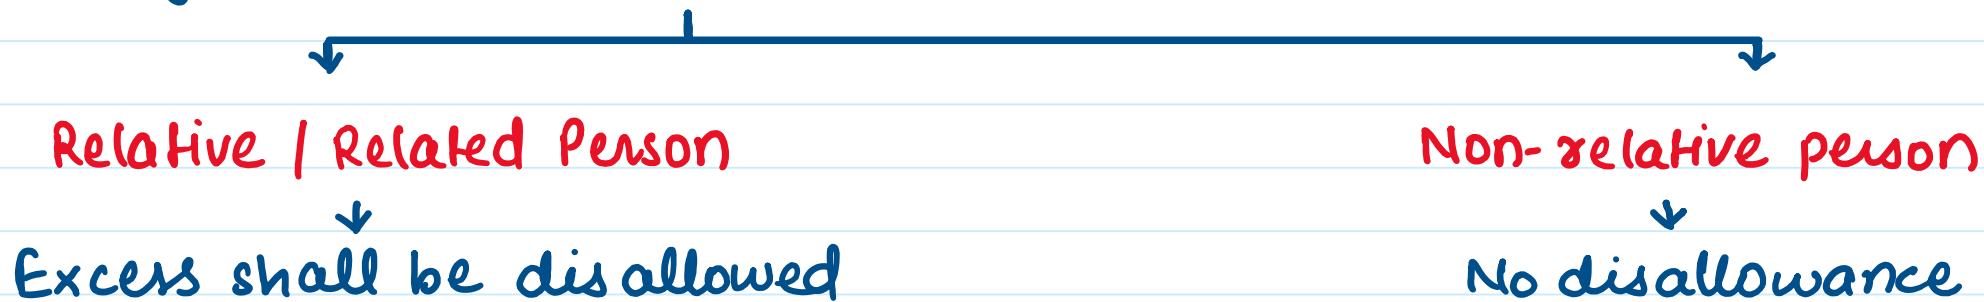 Relative / Related Person
Non-relative person
Excess shall be disallowed
No disallowance